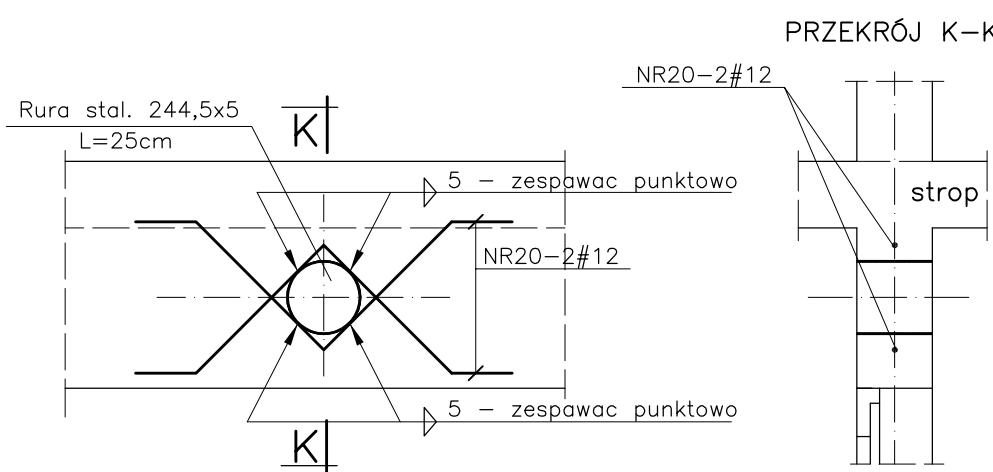 PRZEKRÓJ K-K
NR20-2#12
Rura stal. 244,5x5
L=25cm
K
5 - zespawac punktowo
strop
NR20-2#12
5 - zespawac punktowo
K